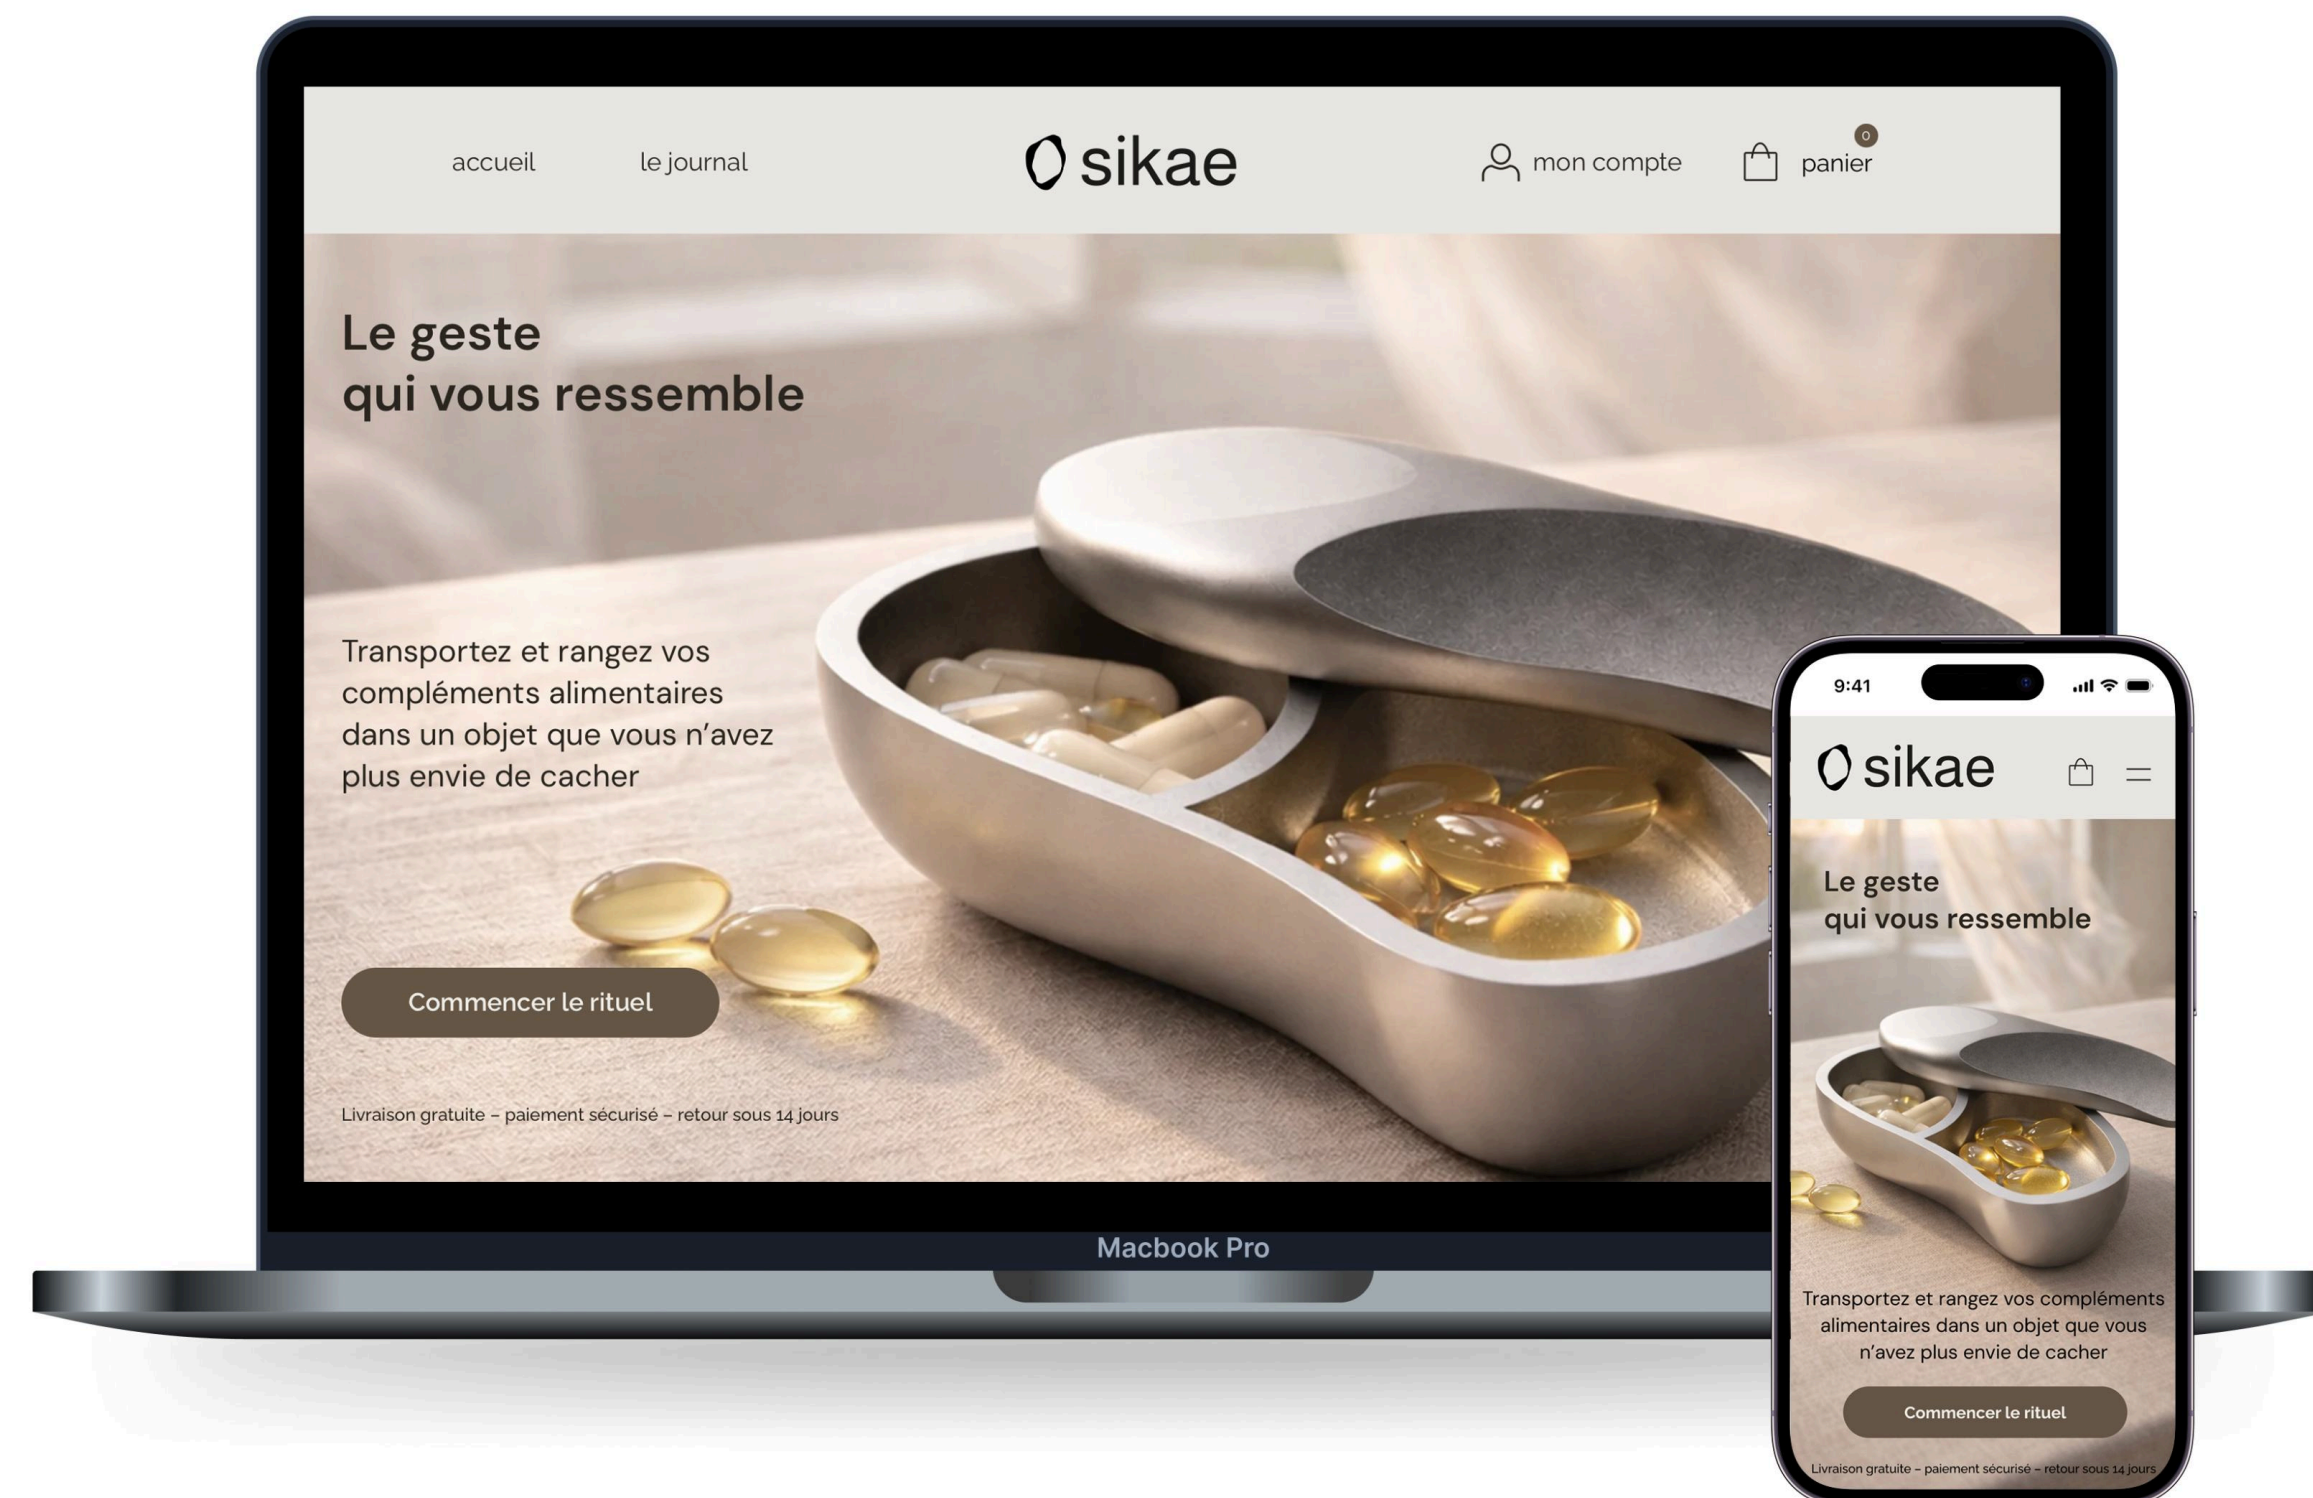 accueil
le journal
sikae
mon compte
panier
0
Le geste
qui vous ressemble
Transportez et rangez vos
compléments alimentaires
dans un objet que vous n’avez
plus envie de cacher
Commencer le rituel
Livraison gratuite – paiement sécurisé – retour sous 14 jours
Macbook Pro
9:41
sikae
Le geste
qui vous ressemble
Transportez et rangez vos compléments
alimentaires dans un objet que vous
n’avez plus envie de cacher
Commencer le rituel
Livraison gratuite – paiement sécurisé – retour sous 14 jours